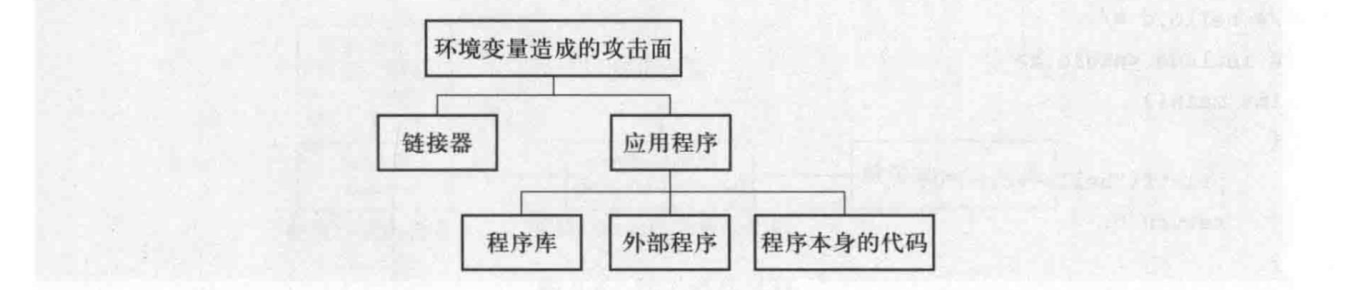 环境变量造成的攻击面
链接器
应用程序
程序库
外部程序
程序本身的代码